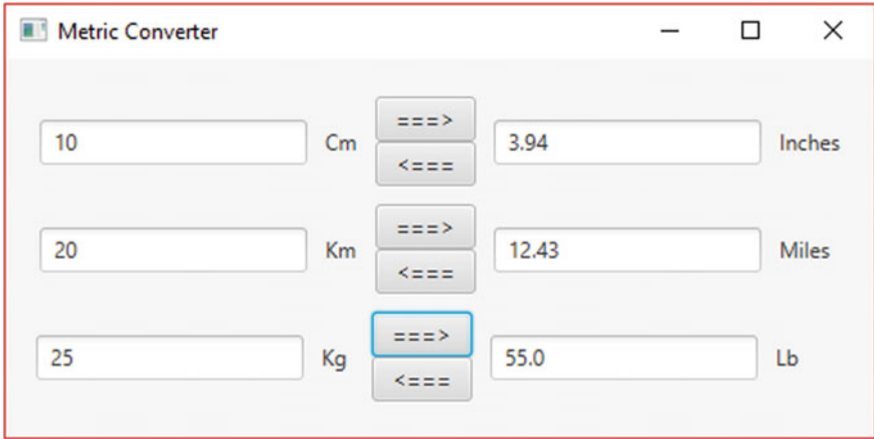 Metric Converter
10 Cm ===> 3.94 Inches
<===
20 Km ===> 12.43 Miles
<===
25 Kg ===> 55.0 Lb
<===